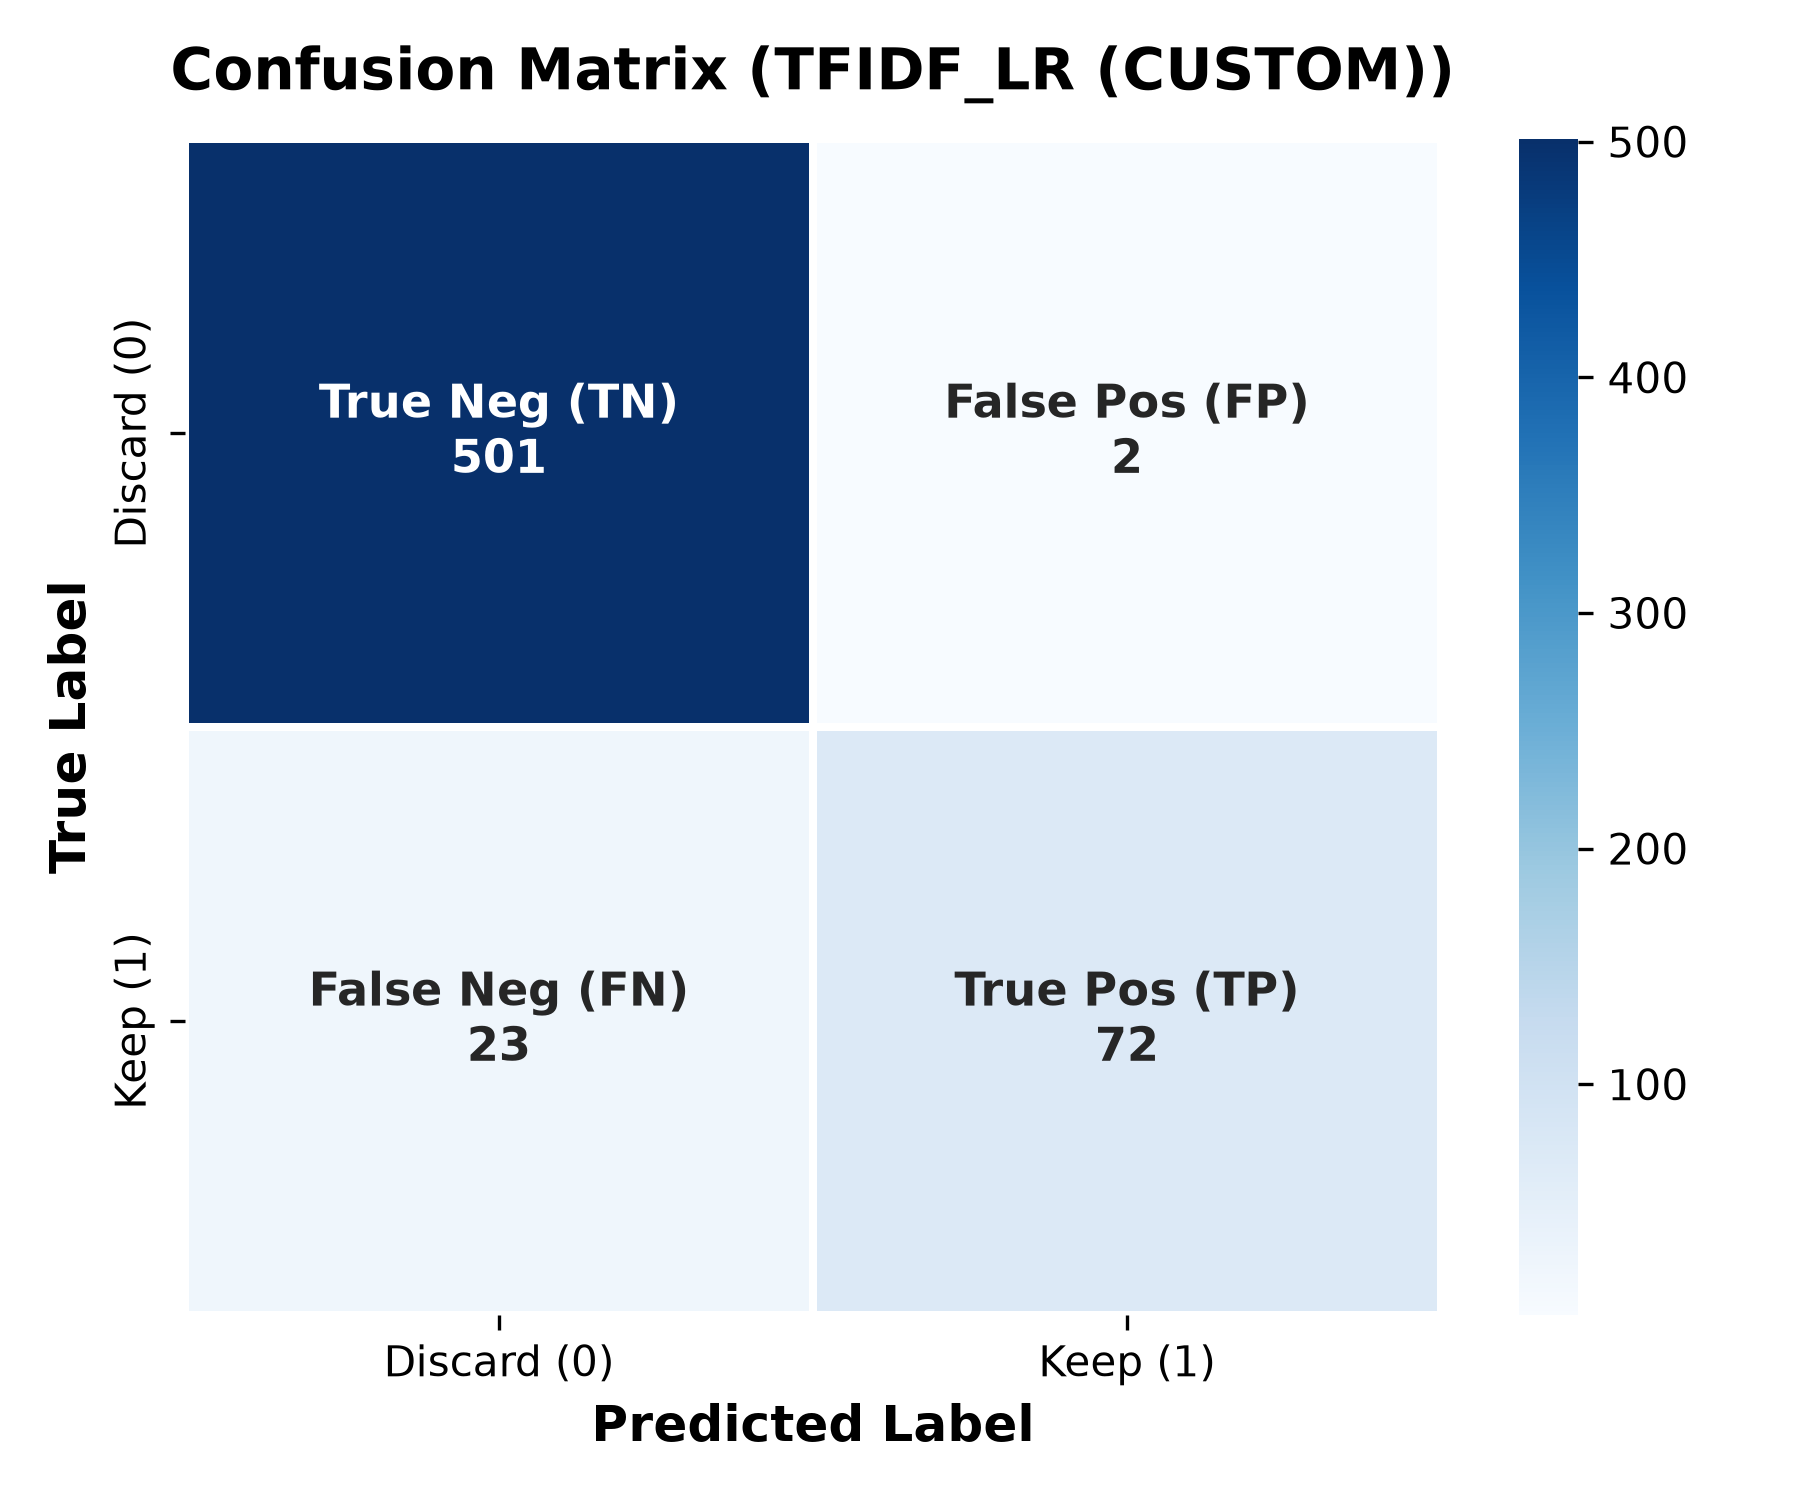 Confusion Matrix (TFIDF_LR (CUSTOM))
True Label
Discard (0)
Keep (1)
True Neg (TN)
501
False Pos (FP)
2
False Neg (FN)
23
True Pos (TP)
72
Discard (0)
Keep (1)
Predicted Label
500
400
300
200
100